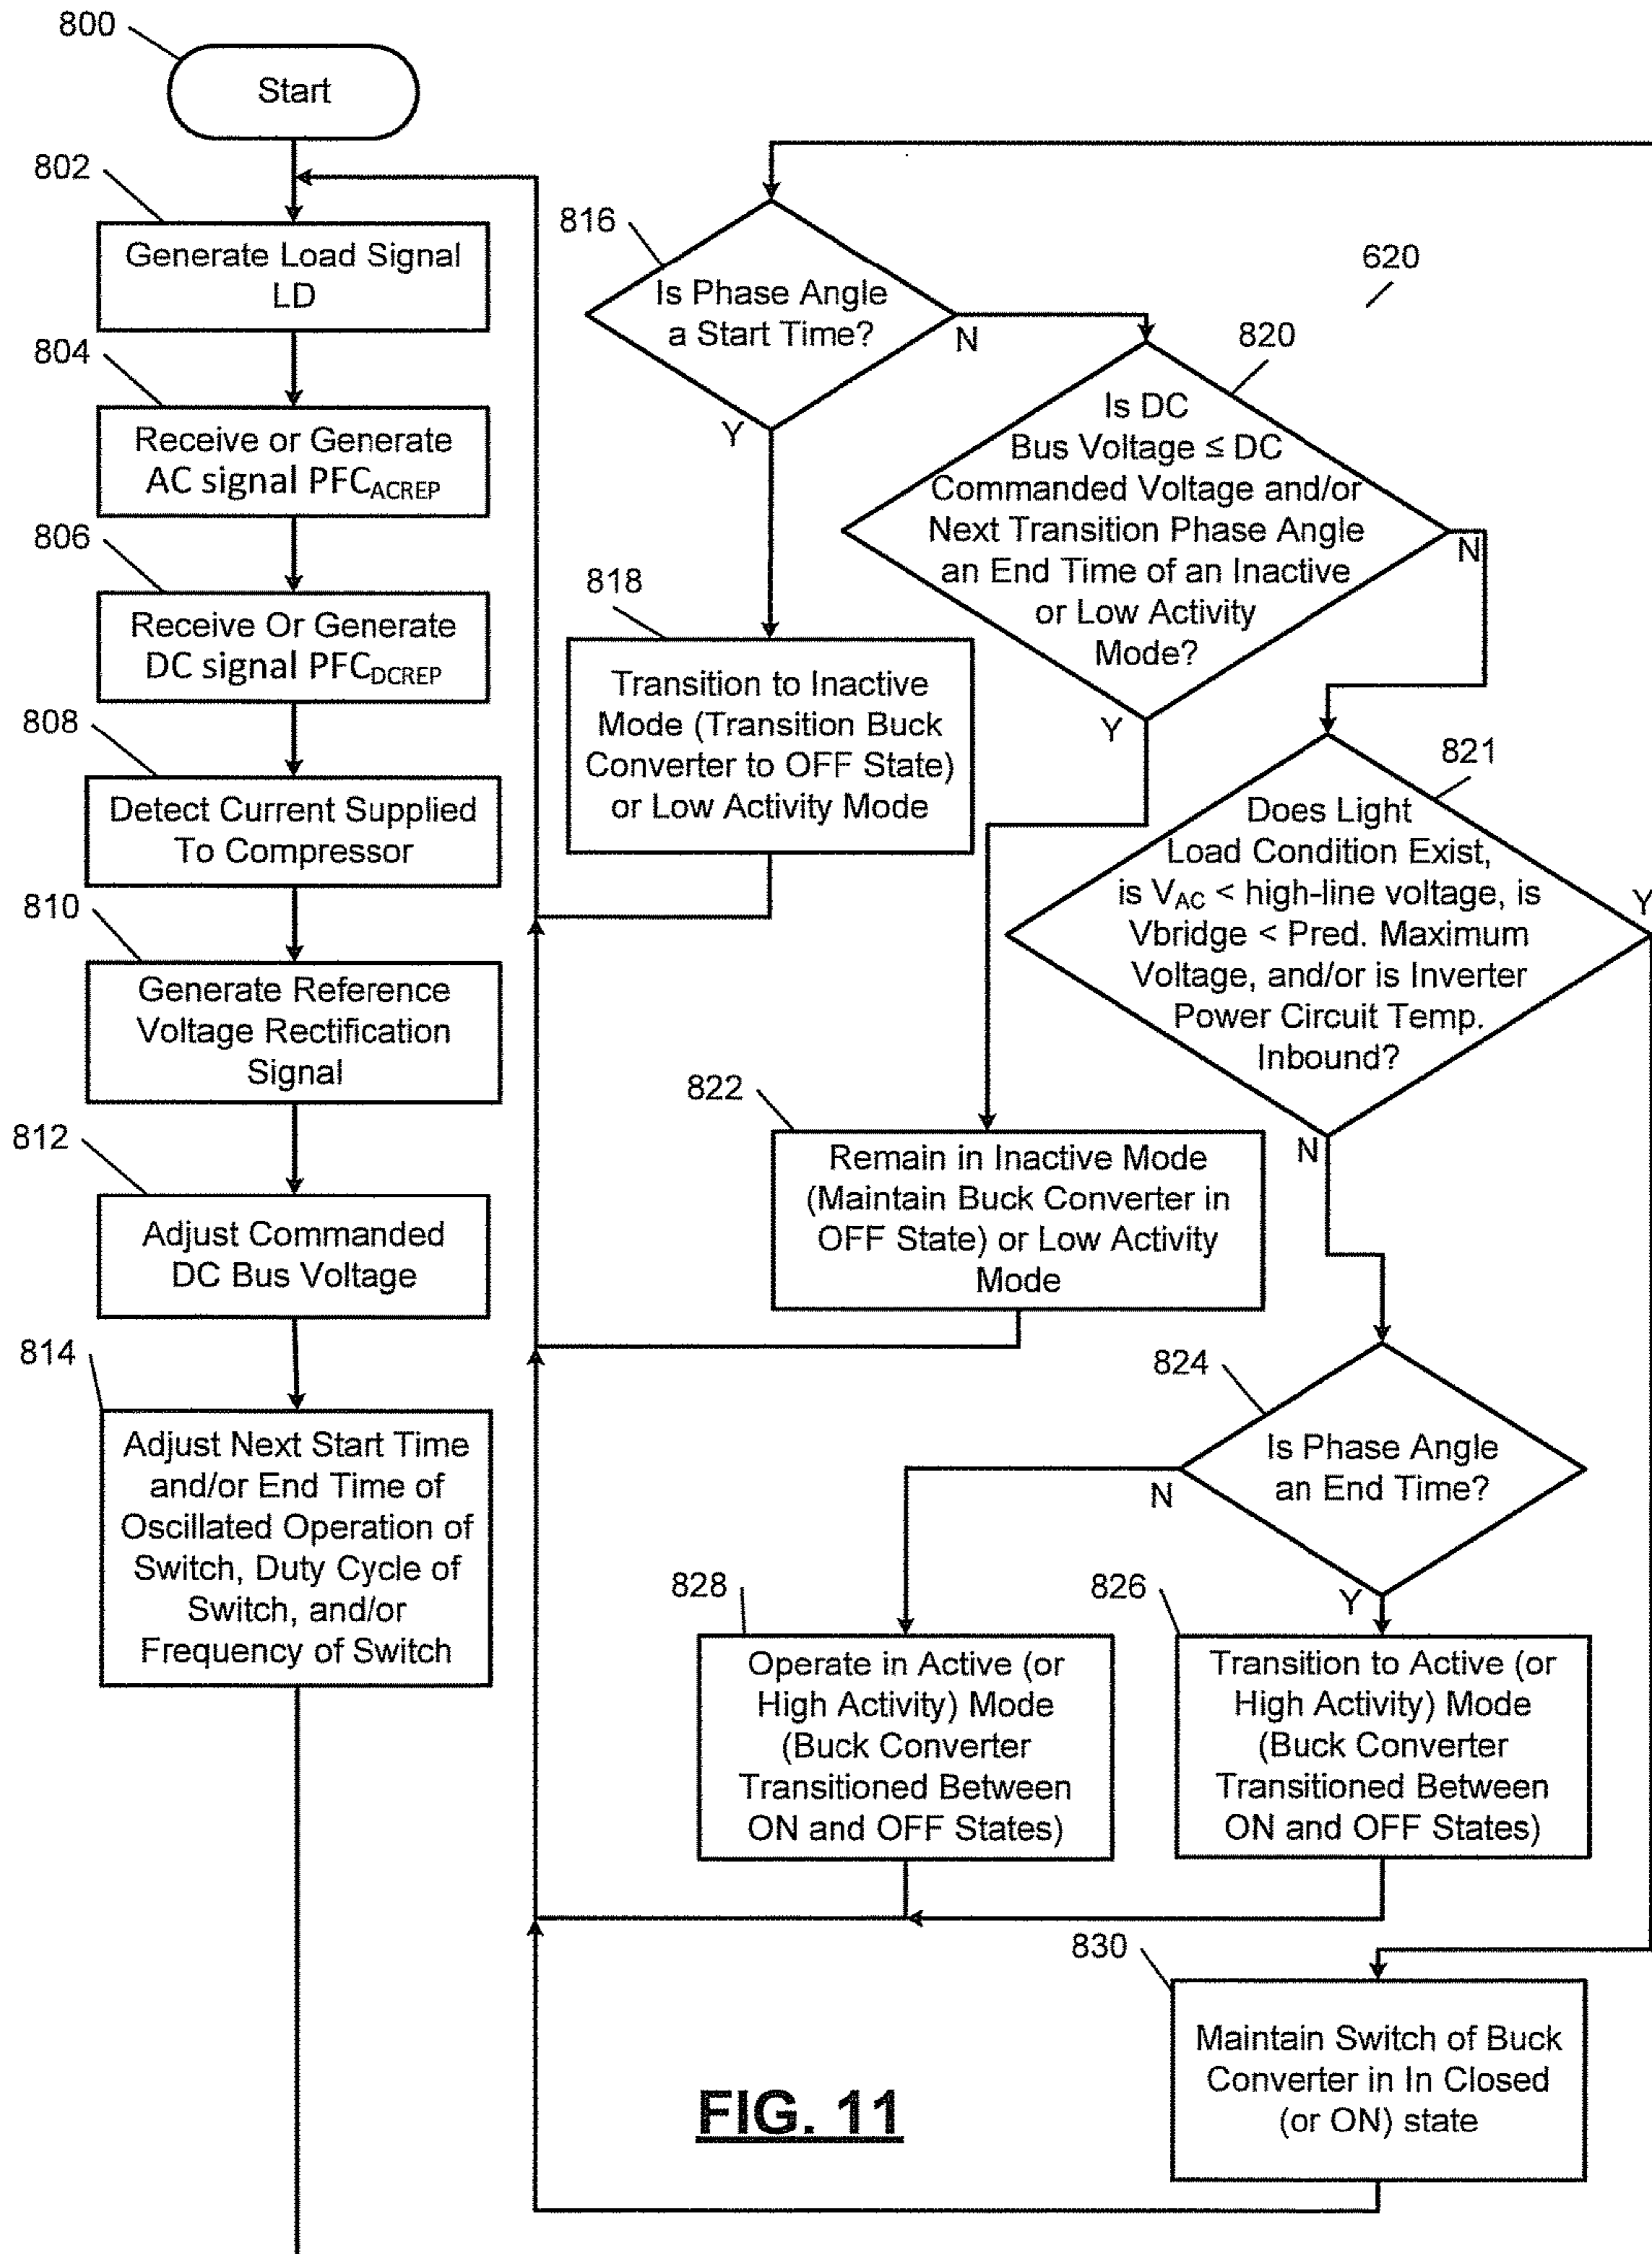 800
Start
802
Generate Load Signal
LD
804
Receive or Generate
AC signal PFCACREP
806
Receive Or Generate
DC signal PFCDCREP
808
Detect Current Supplied
To Compressor
810
Generate Reference
Voltage Rectification
Signal
812
Adjust Commanded
DC Bus Voltage
814
Adjust Next Start Time
and/or End Time of
Oscillated Operation of
Switch, Duty Cycle of
Switch, and/or
Frequency of Switch
816
Is Phase Angle
a Start Time?
N
Y
620
818
Transition to Inactive
Mode (Transition Buck
Converter to OFF State)
or Low Activity Mode
820
Is DC
Bus Voltage ≤ DC
Commanded Voltage and/or
Next Transition Phase Angle
an End Time of an Inactive
or Low Activity
Mode?
N
Y
821
Does Light
Load Condition Exist,
is VAC < high-line voltage, is
Vbridge < Pred. Maximum
Voltage, and/or is Inverter
Power Circuit Temp.
Inbound?
Y
N
822
Remain in Inactive Mode
(Maintain Buck Converter in
OFF State) or Low Activity
Mode
824
Is Phase Angle
an End Time?
N
Y
828
Operate in Active (or
High Activity) Mode
(Buck Converter
Transitioned Between
ON and OFF States)
826
Transition to Active (or
High Activity) Mode
(Buck Converter
Transitioned Between
ON and OFF States)
830
Maintain Switch of Buck
Converter in In Closed
(or ON) state
FIG. 11